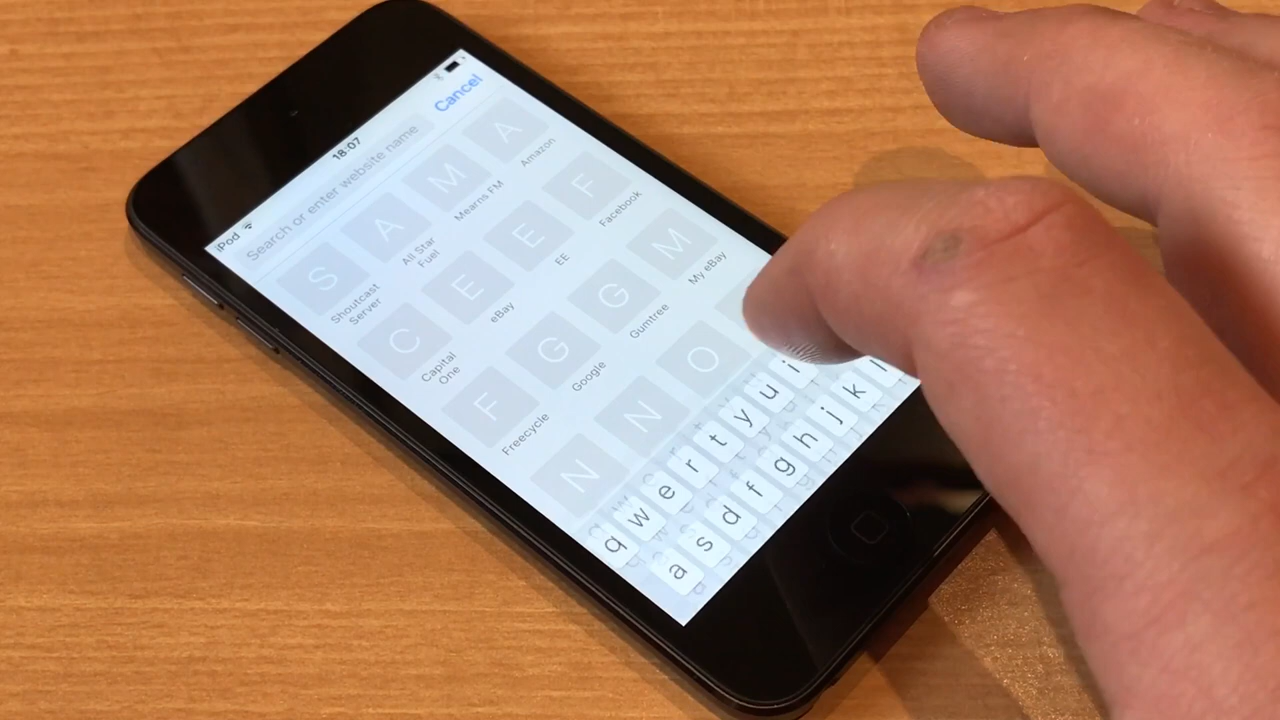 iPod 18:07
Search or enter website name Cancel
S A M A
Shoutcast
Server
All Star
Fuel
Mearns FM
Amazon
C E E F
Capital
One
eBay
EE
Facebook
F G G M
Freecycle
Google
Gumtree
My eBay
N N O
q w e r t y u i
a s d f g h j k l